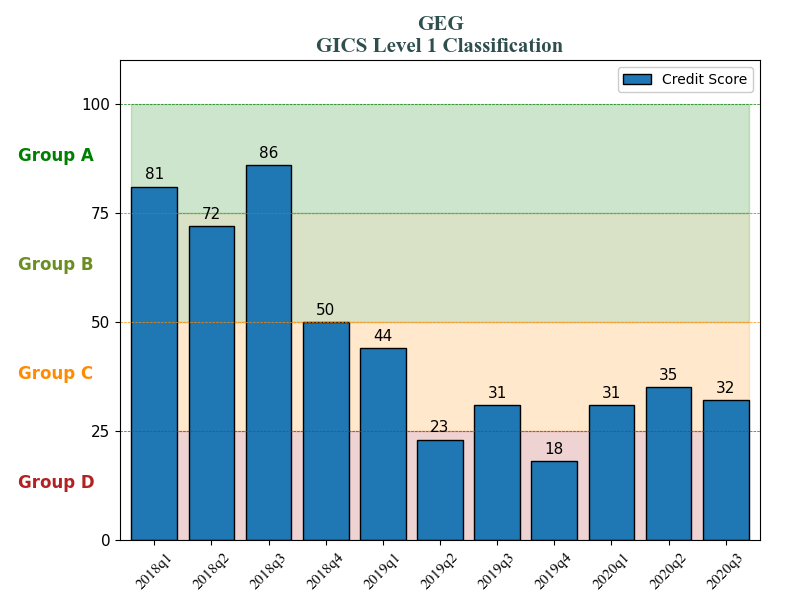 GEG
GICS Level 1 Classification
Credit Score
100
Group A
86
81
75
72
Group B
50
50
44
Group C
35
32
31
31
25
23
18
Group D
0
2018q1 2018q2 2018q3 2018q4 2019q1 2019q2 2019q3 2019q4 2020q1 2020q2 2020q3